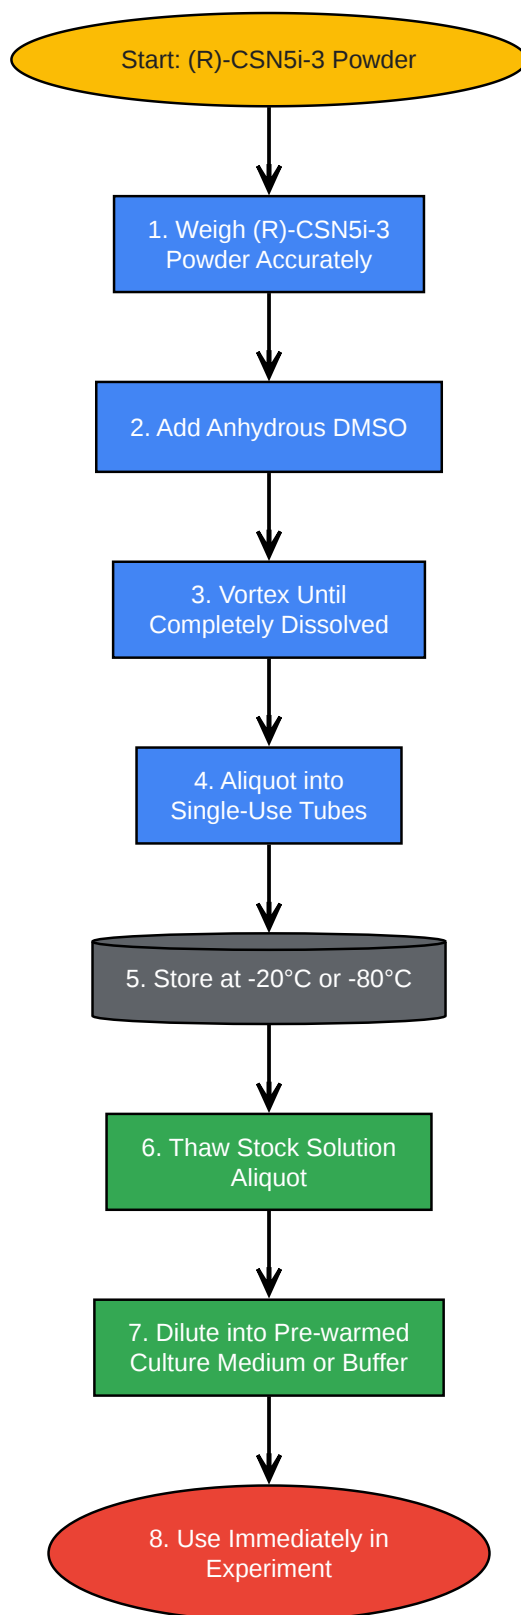 Start: (R)-CSN5i-3 Powder
1. Weigh (R)-CSN5i-3
Powder Accurately
2. Add Anhydrous DMSO
3. Vortex Until
Completely Dissolved
4. Aliquot into
Single-Use Tubes
5. Store at -20°C or -80°C
6. Thaw Stock Solution
Aliquot
7. Dilute into Pre-warmed
Culture Medium or Buffer
8. Use Immediately in
Experiment